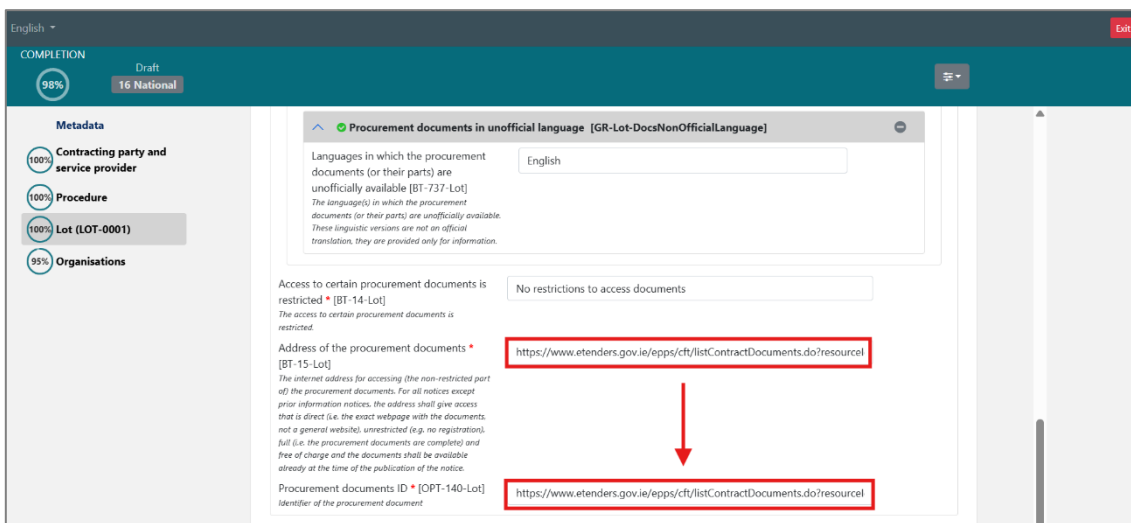 English
Exit
COMPLETION
98%
Draft
16 National
Metadata
100% Contracting party and
service provider
100% Procedure
100% Lot (LOT-0001)
95% Organisations
Procurement documents in unofficial language [GR-Lot-DocsNonOfficialLanguage]
Languages in which the procurement
documents (or their parts) are
unofficially available [BT-737-Lot]
English
The language(s) in which the procurement
documents (or their parts) are unofficially available.
These linguistic versions are not an official
translation, they are provided only for information.
Access to certain procurement documents is
restricted * [BT-14-Lot]
No restrictions to access documents
The access to certain procurement documents is
restricted.
Address of the procurement documents *
[BT-15-Lot]
https://www.etenders.gov.ie/epps/cft/listContractDocuments.do?resourceI
The internet address for accessing (the non-restricted part
of) the procurement documents. For all notices except
prior information notices, the address shall give access
that is direct (i.e. the exact webpage with the documents,
not a general website), unrestricted (e.g. no registration),
full (i.e. the procurement documents are complete) and
free of charge and the documents shall be available
already at the time of the publication of the notice.
Procurement documents ID * [OPT-140-Lot]
https://www.etenders.gov.ie/epps/cft/listContractDocuments.do?resourceI
Identifier of the procurement document